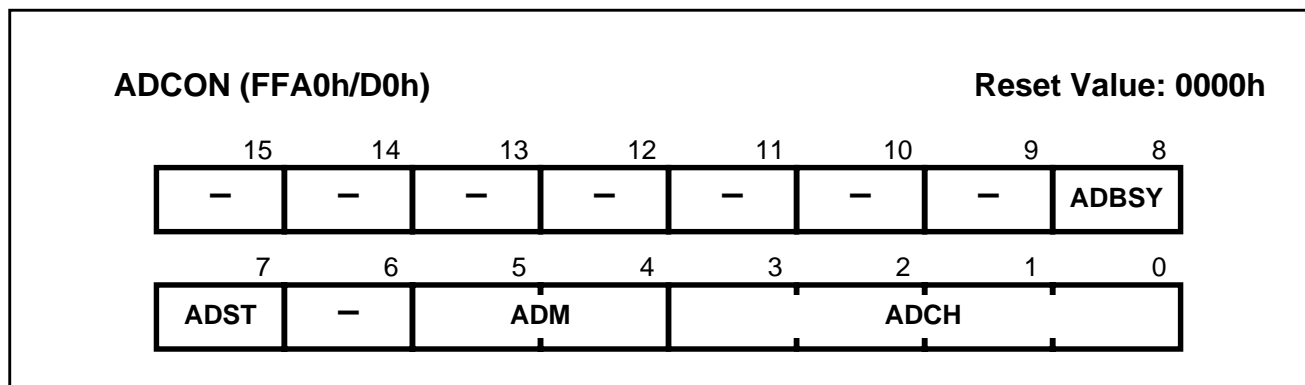 ADCON (FFA0h/D0h) Reset Value: 0000h
15 14 13 12 11 10 9 8
– – – – – – – ADBSY
7 6 5 4 3 2 1 0
ADST – ADM ADCH